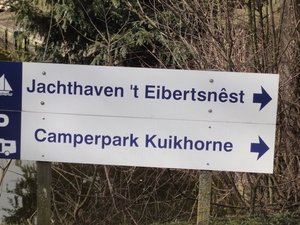 Jachthaven 't Eibertsnêst
P
Camperpark Kuikhorne